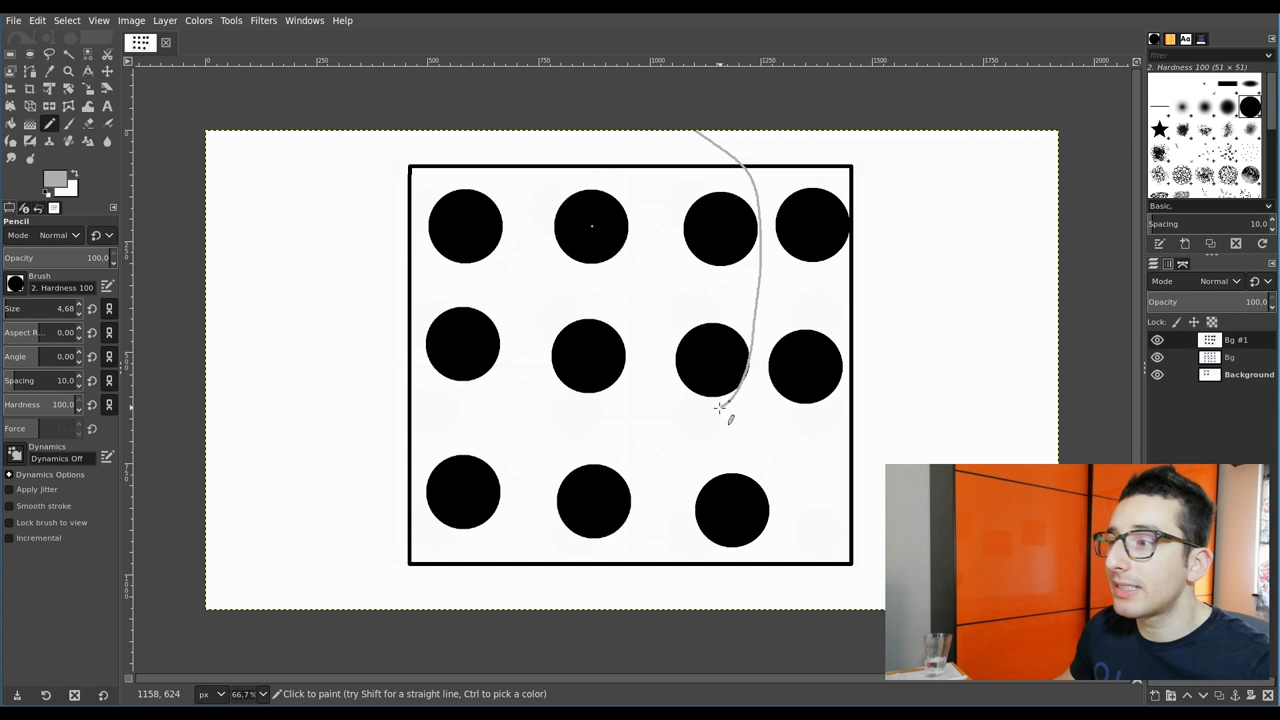 File Edit Select View Image Layer Colors Tools Filters Windows Help
0 250 500 750 1000 1250 1500 1750 2000
filter
2. Hardness 100 (51 × 51)
Basic,
Spacing 10,0
Mode Normal
Opacity 100,0
Lock:
Bg #1
Bg
Background
Pencil
Mode Normal
Opacity 100,0
Brush
2. Hardness 100
Size 4,68
Aspect R... 0,00
Angle 0,00
Spacing 10,0
Hardness 100,0
Force
Dynamics
Dynamics Off
Dynamics Options
Apply Jitter
Smooth stroke
Lock brush to view
Incremental
1158, 624 px 66,7 % Click to paint (try Shift for a straight line, Ctrl to pick a color)